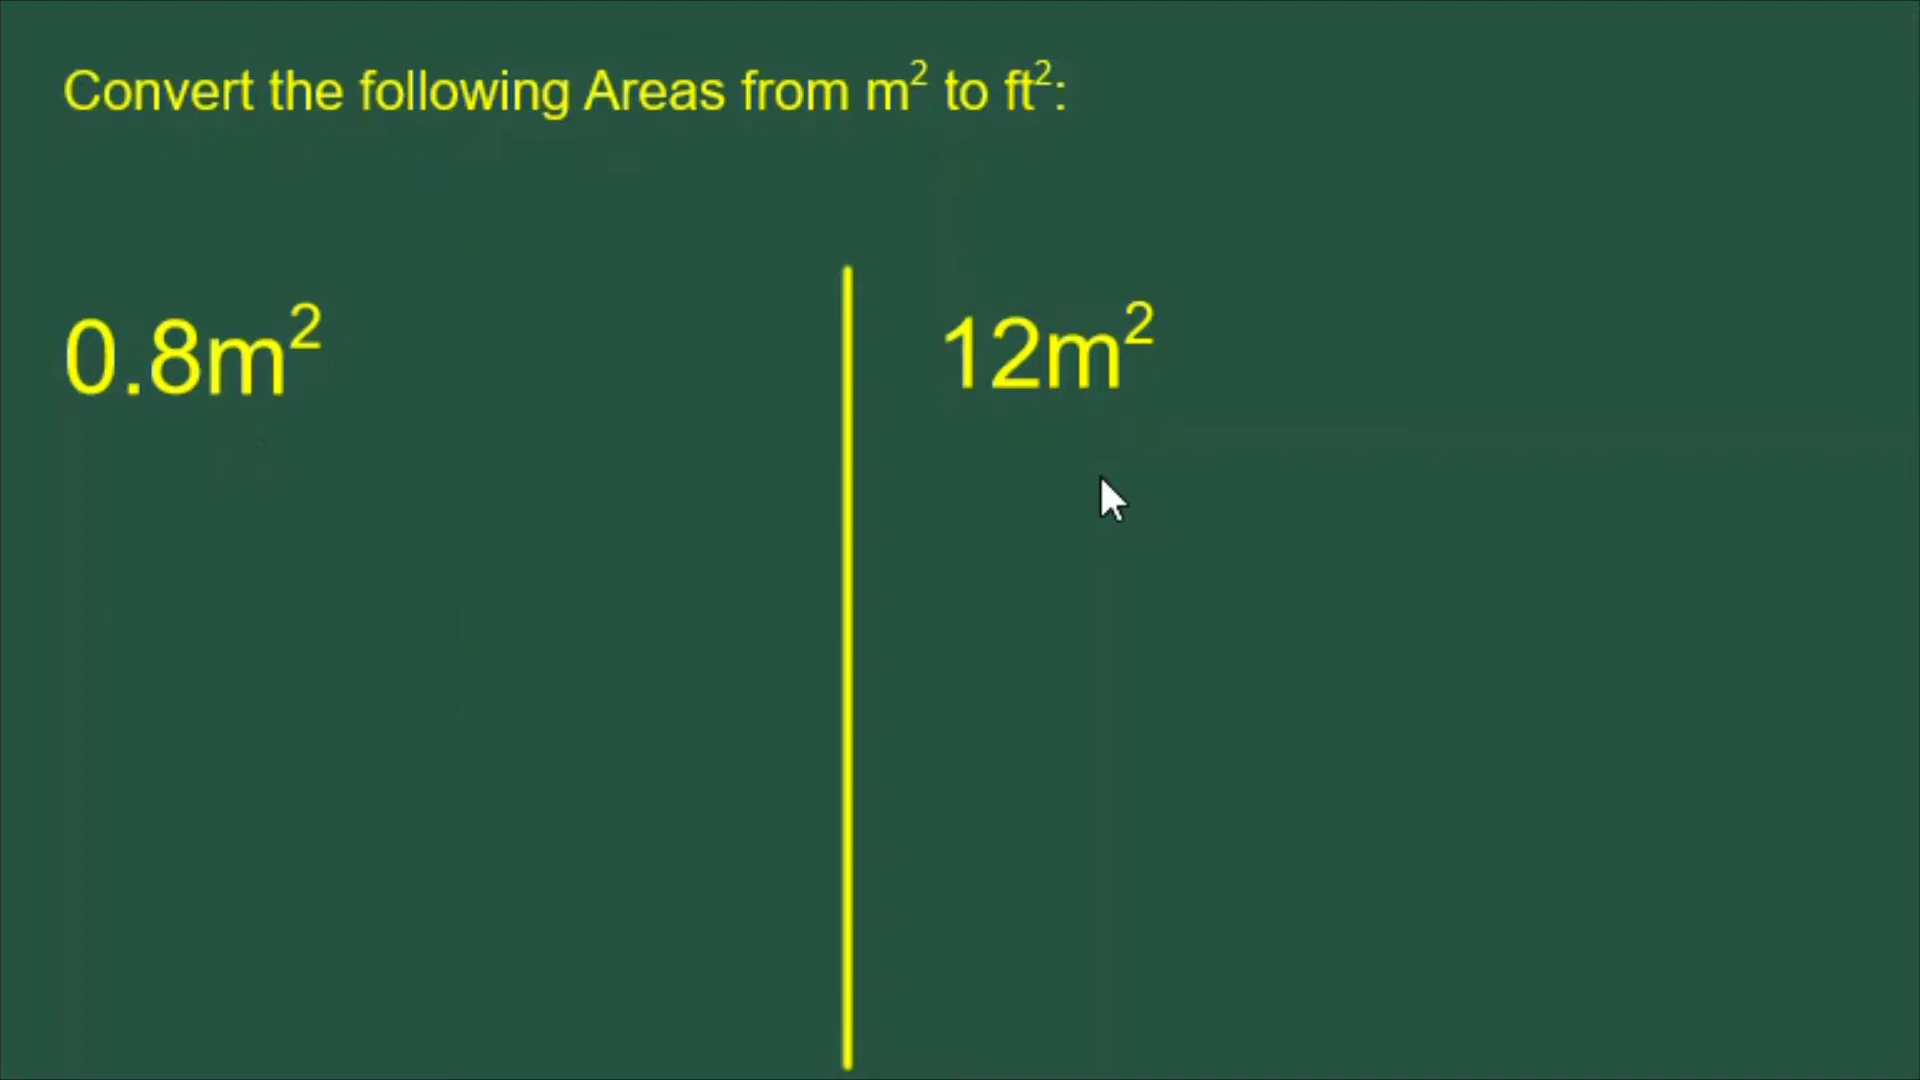 Convert the following Areas from m² to ft²:
0.8m²
12m²